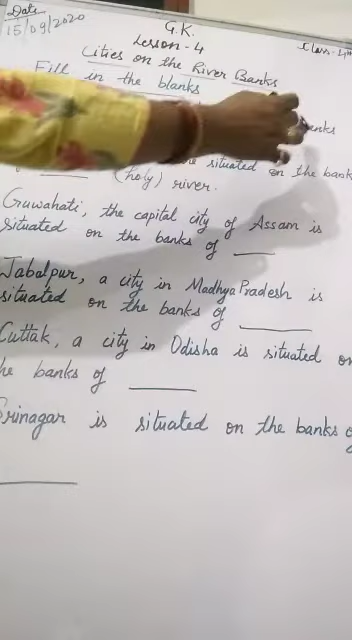 Date
15/09/2020
G.K.
Lesson-4
Class-4th
Cities on the River Banks
Fill in the blanks
banks
situated on the bank
(holy) river.
Guwahati, the capital city of Assam is
situated on the banks of
Jabalpur, a city in Madhya Pradesh is
situated on the banks of
Cuttak, a city in Odisha is situated on
the banks of
Srinagar is situated on the banks of